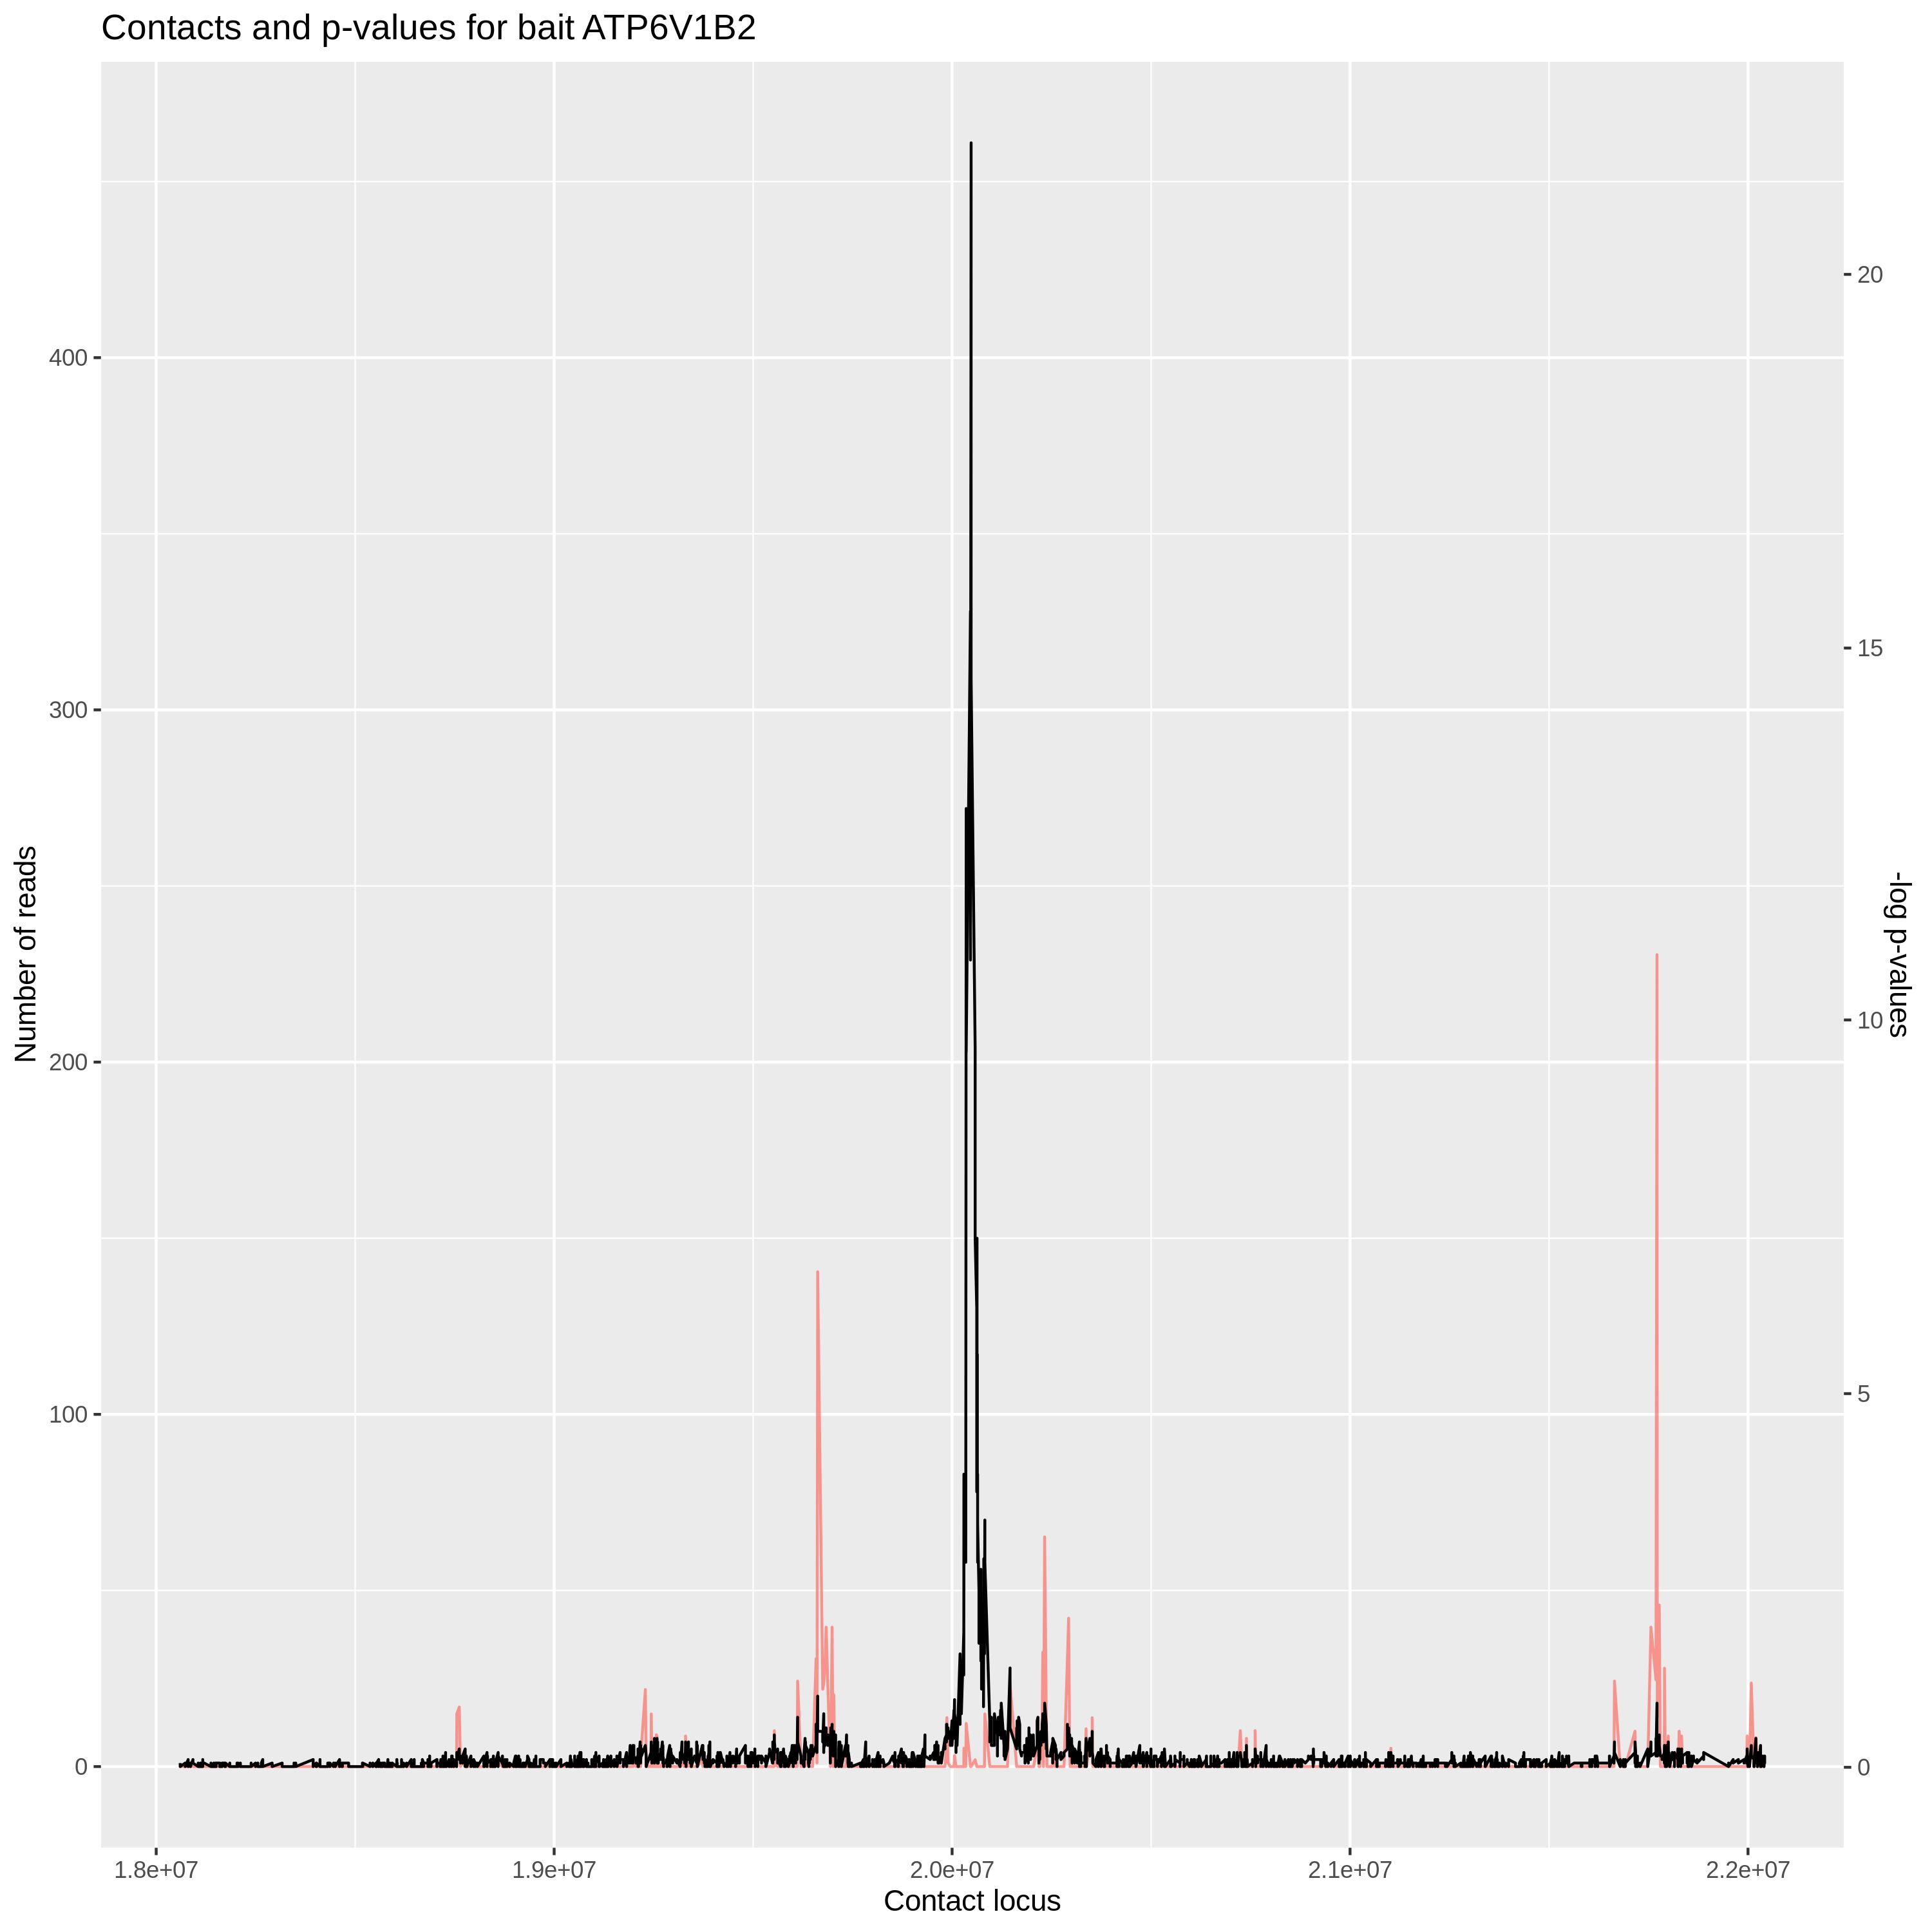 Contacts and p-values for bait ATP6V1B2
400
300
200
100
0
Number of reads
20
15
10
5
0
-log p-values
1.8e+07 1.9e+07 2.0e+07 2.1e+07 2.2e+07
Contact locus